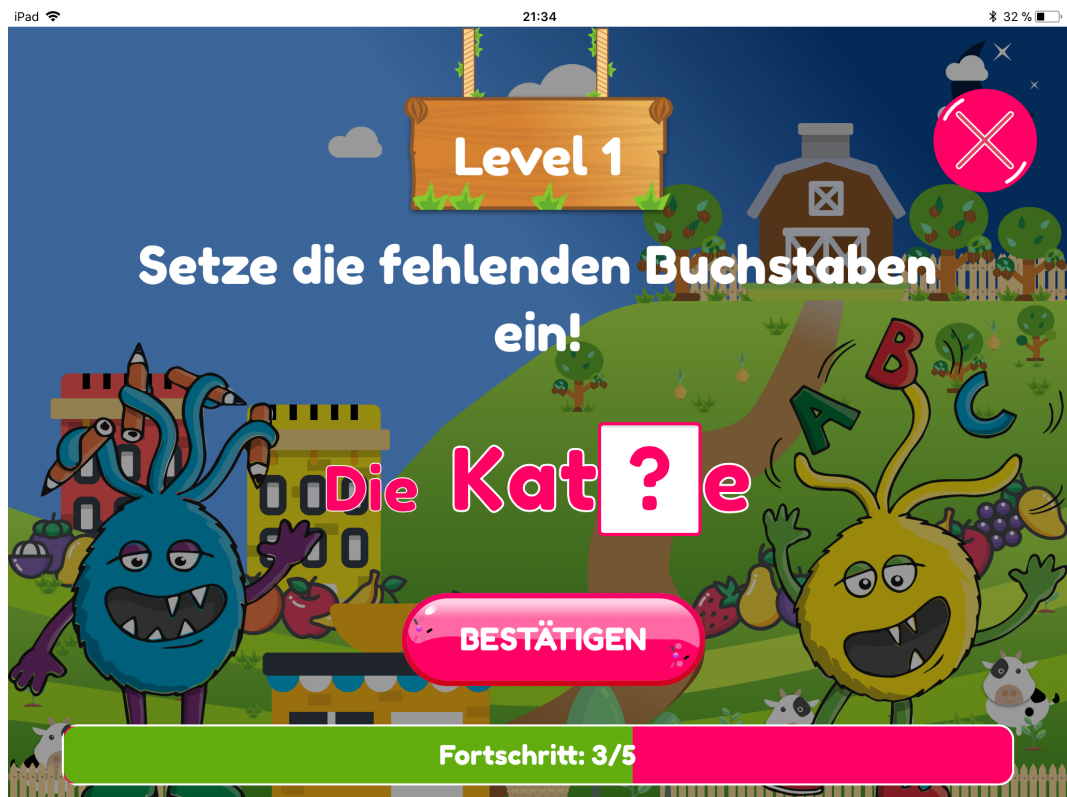 iPad 21:34 32 %
Level 1
Setze die fehlenden Buchstaben
ein!
A B C
Die Kat?e
BESTÄTIGEN
Fortschritt: 3/5